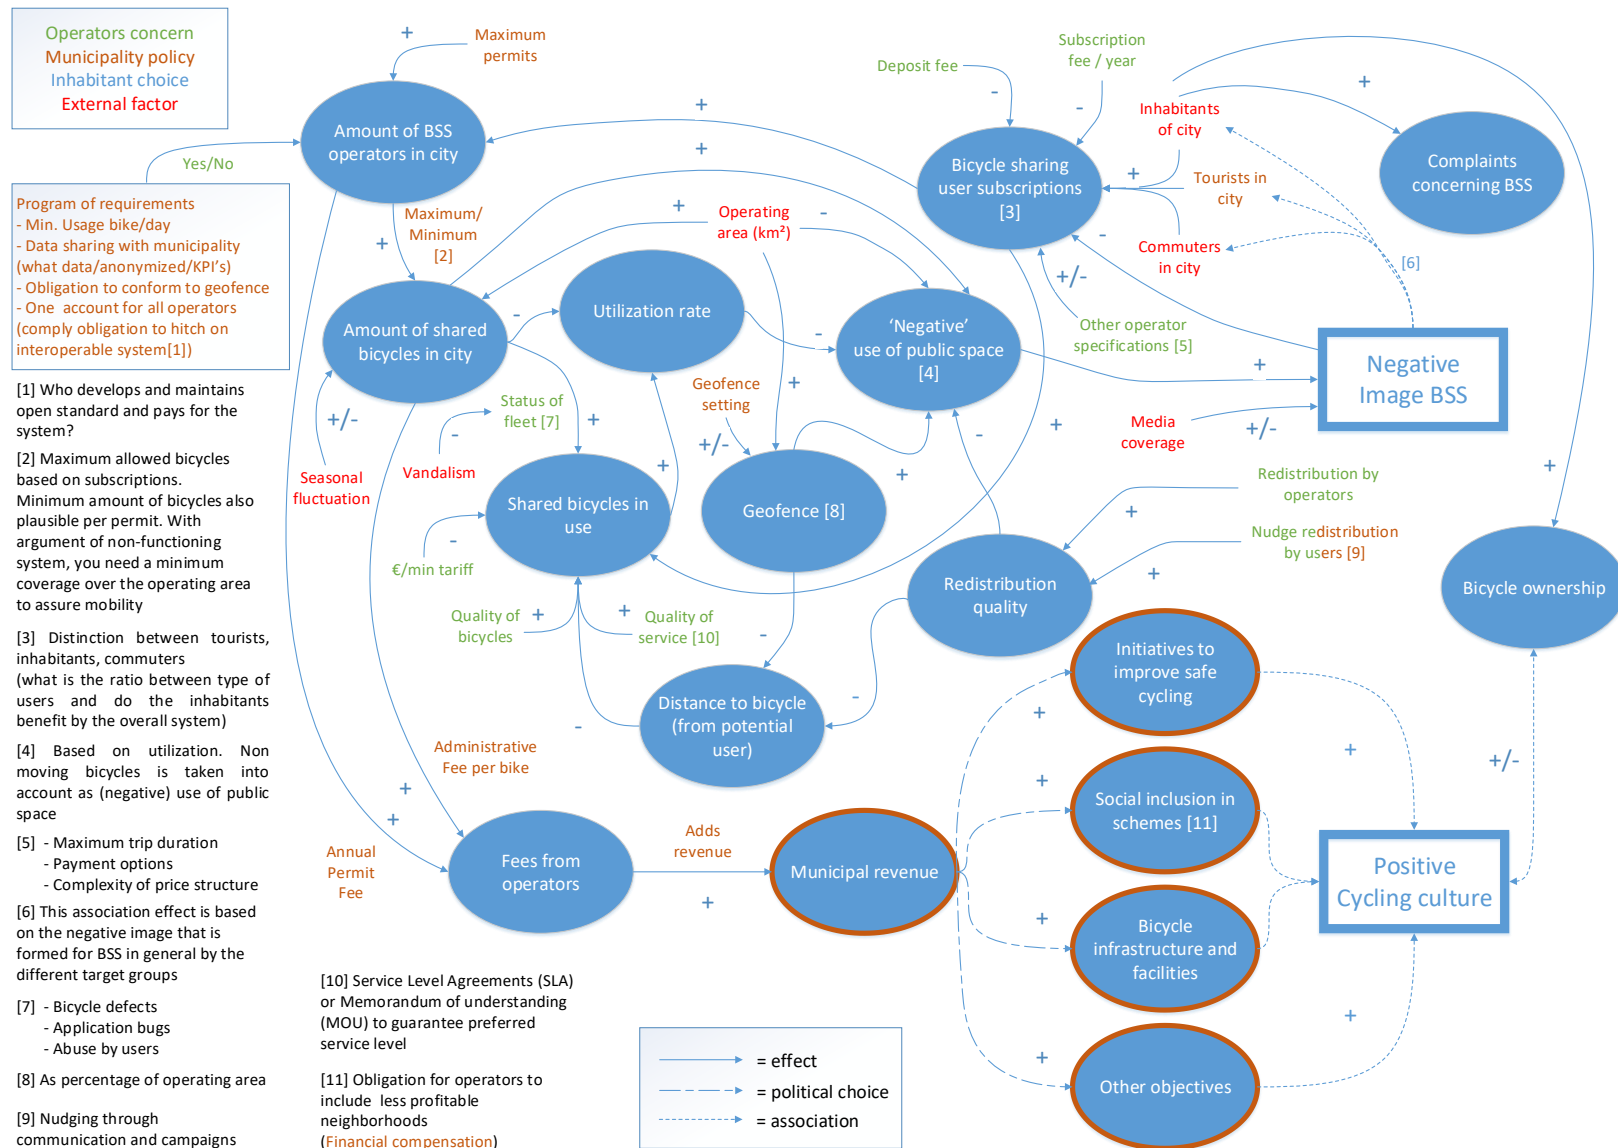 Operators concern
Municipality policy
Inhabitant choice
External factor
Maximum
permits
+
Deposit fee
-
Subscription
fee / year
-
Amount of BSS
operators in city
Yes/No
Program of requirements
- Min. Usage bike/day
- Data sharing with municipality
(what data/anonymized/KPI's)
- Obligation to conform to geofence
- One  account for all operators
(comply obligation to hitch on
interoperable system[1])
+
Maximum/
Minimum
[2]
+
+
+
Operating
area (km²)
-
Bicycle sharing
user subscriptions
[3]
+
Inhabitants
of city
Tourists in
city
Commuters
in city
+
Complaints
concerning BSS
-
[6]
+/-
Other operator
specifications [5]
Amount of shared
bicycles in city
-
Utilization rate
-
'Negative'
use of public space
[4]
+
Negative
Image BSS
Media
coverage
+/-
+/-
Seasonal
fluctuation
Status of
fleet [7]
-
Vandalism
+
+
Geofence
setting
+/-
+
+
-
+
Geofence [8]
Shared bicycles in
use
-
€/min tariff
Quality of
bicycles
+
+
Quality of
service [10]
-
-
-
Distance to bicycle
(from potential
user)
Redistribution
quality
Redistribution by
operators
+
Nudge redistribution
by users [9]
+
+
Bicycle ownership
+/-
[1] Who develops and maintains
open standard and pays for the
system?
[2] Maximum allowed bicycles
based on subscriptions.
Minimum amount of bicycles also
plausible per permit. With
argument of non-functioning
system, you need a minimum
coverage over the operating area
to assure mobility
[3] Distinction between tourists,
inhabitants, commuters
(what is the ratio between type of
users and do the inhabitants
benefit by the overall system)
[4] Based on utilization. Non
moving bicycles is taken into
account as (negative) use of public
space
[5]  - Maximum trip duration
- Payment options
- Complexity of price structure
[6] This association effect is based
on the negative image that is
formed for BSS in general by the
different target groups
[7]  - Bicycle defects
- Application bugs
- Abuse by users
[8] As percentage of operating area
[9] Nudging through
communication and campaigns
[10] Service Level Agreements (SLA)
or Memorandum of understanding
(MOU) to guarantee preferred
service level
[11] Obligation for operators to
include  less profitable
neighborhoods
(Financial compensation)
Administrative
Fee per bike
+
+
Annual
Permit
Fee
Fees from
operators
Adds
revenue
+
Municipal revenue
+
+
+
+
Initiatives to
improve safe
cycling
Social inclusion in
schemes [11]
Bicycle
infrastructure and
facilities
Other objectives
+
+
Positive
Cycling culture
= effect
= political choice
= association